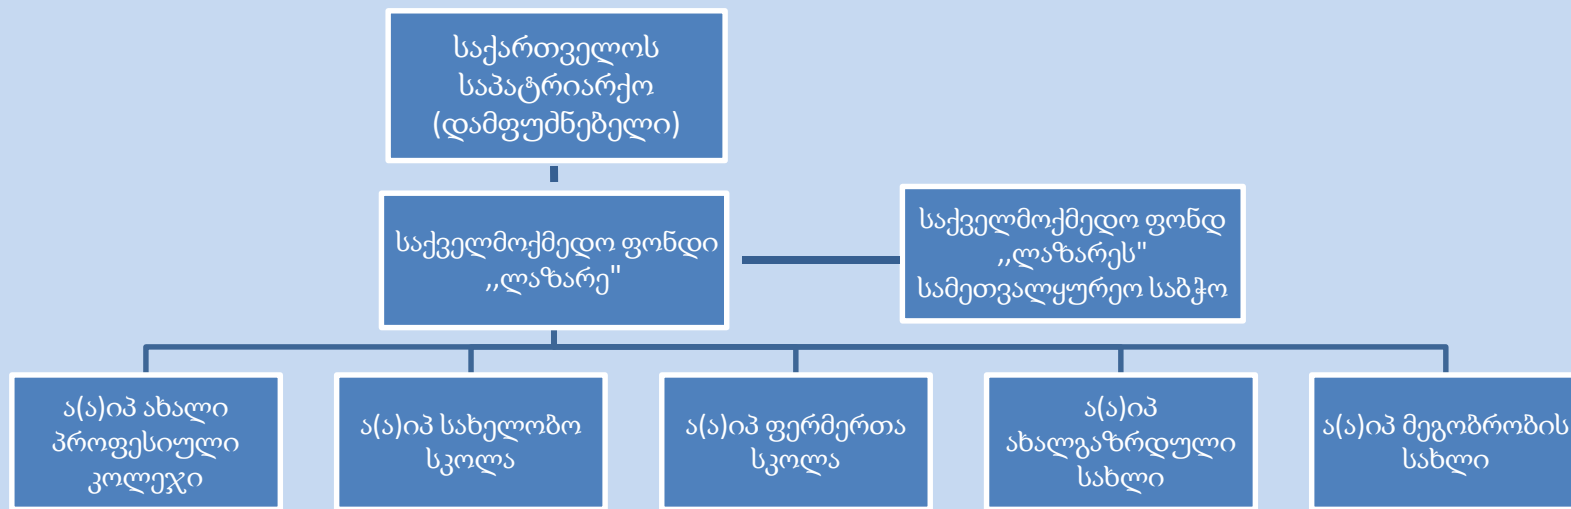 საქართველოს
საპატრიარქო
(დამფუძნებელი)
საქველმოქმედო ფონდი
,,ლაზარე"
საქველმოქმედო ფონდ
,,ლაზარეს"
სამეთვალყურეო საბჭო
ა(ა)იპ ახალი
პროფესიული
კოლეჯი
ა(ა)იპ სახელობო
სკოლა
ა(ა)იპ ფერმერთა
სკოლა
ა(ა)იპ
ახალგაზრდული
სახლი
ა(ა)იპ მეგობრობის
სახლი